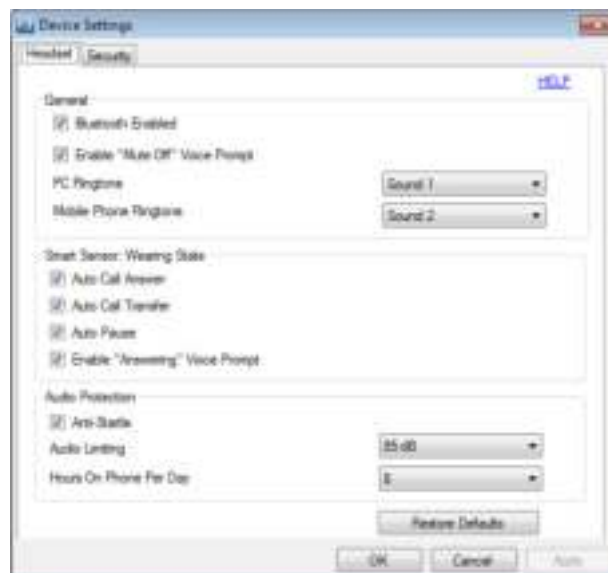 Device Settings
Headset Security
HELP
General
Bluetooth Enabled
Enable "Mute Off" Voice Prompt
PC Ringtone Sound 1
Mobile Phone Ringtone Sound 2
Smart Sensor: Wearing State
Auto Call Answer
Auto Call Transfer
Auto Pause
Enable "Answering" Voice Prompt
Audio Protection
Anti-Startle
Audio Limiting 85 dB
Hours On Phone Per Day 8
Restore Defaults
OK Cancel Apply